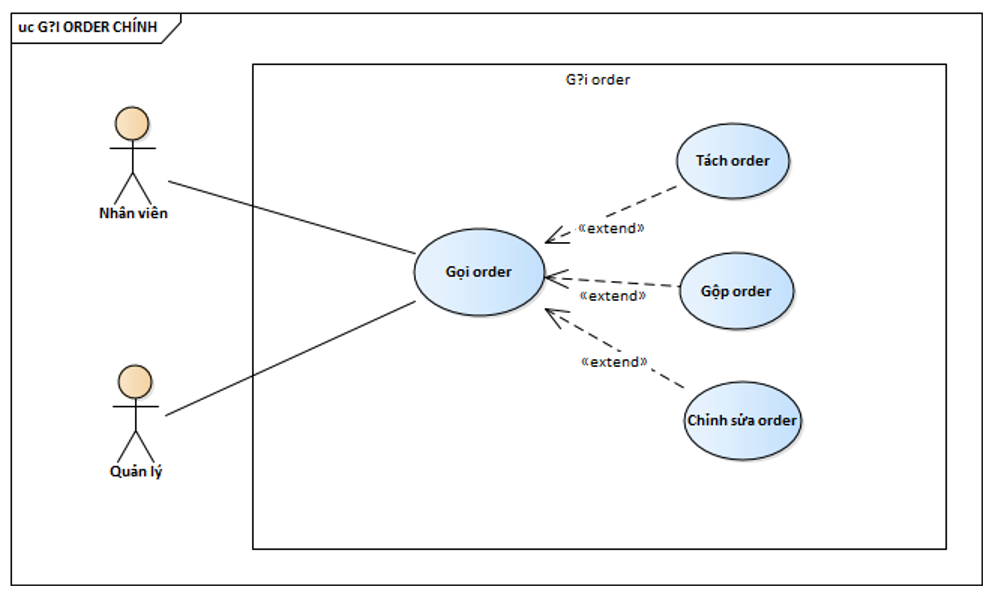 uc G?I ORDER CHÍNH
G?i order
Nhân viên
Quản lý
Gọi order
Tách order
«extend»
Gộp order
«extend»
«extend»
Chỉnh sửa order